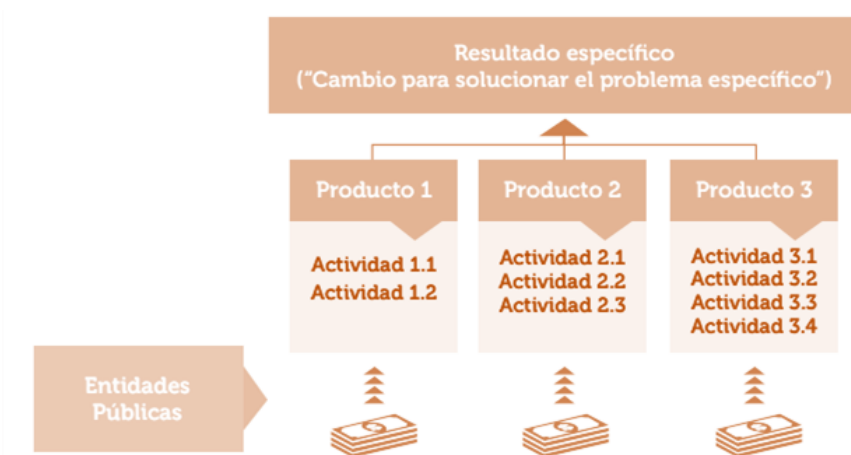 Resultado específico
(“Cambio para solucionar el problema específico”)
Producto 1
Producto 2
Producto 3
Actividad 1.1
Actividad 1.2
Actividad 2.1
Actividad 2.2
Actividad 2.3
Actividad 3.1
Actividad 3.2
Actividad 3.3
Actividad 3.4
Entidades
Públicas